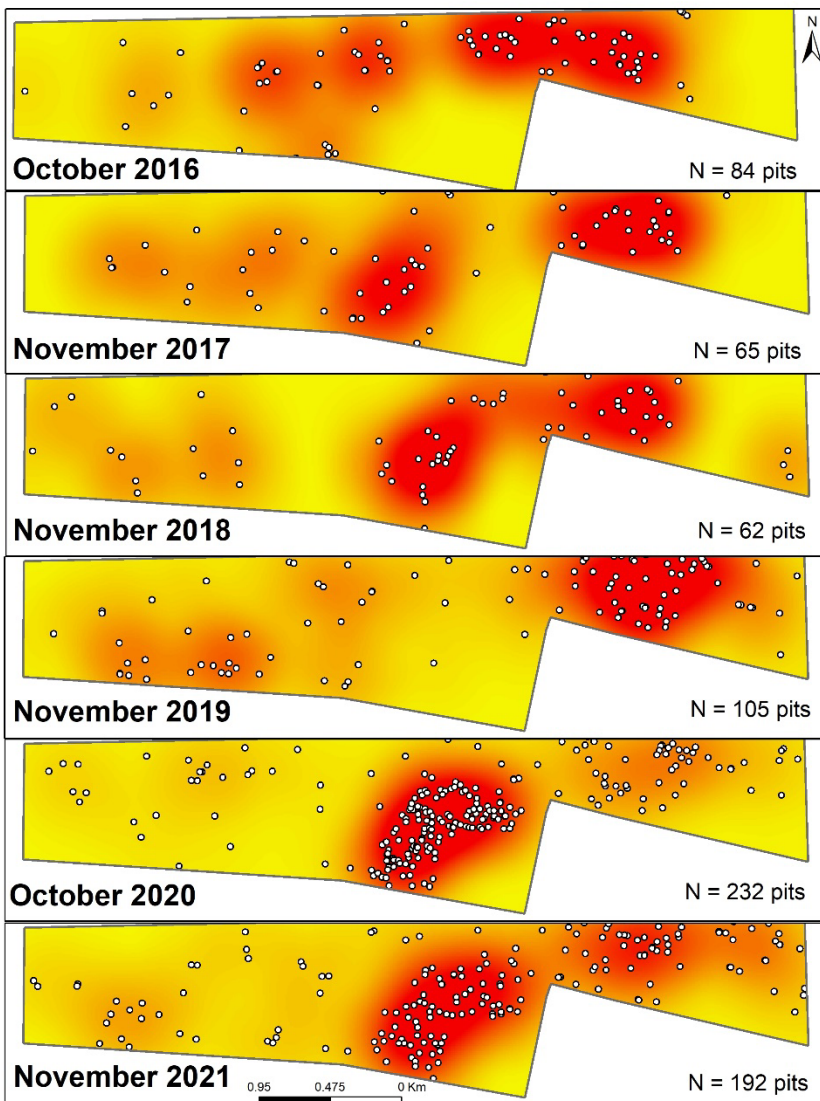 N
October 2016
N = 84 pits
November 2017
N = 65 pits
November 2018
N = 62 pits
November 2019
N = 105 pits
October 2020
N = 232 pits
November 2021
0.95 0.475 0 Km
N = 192 pits